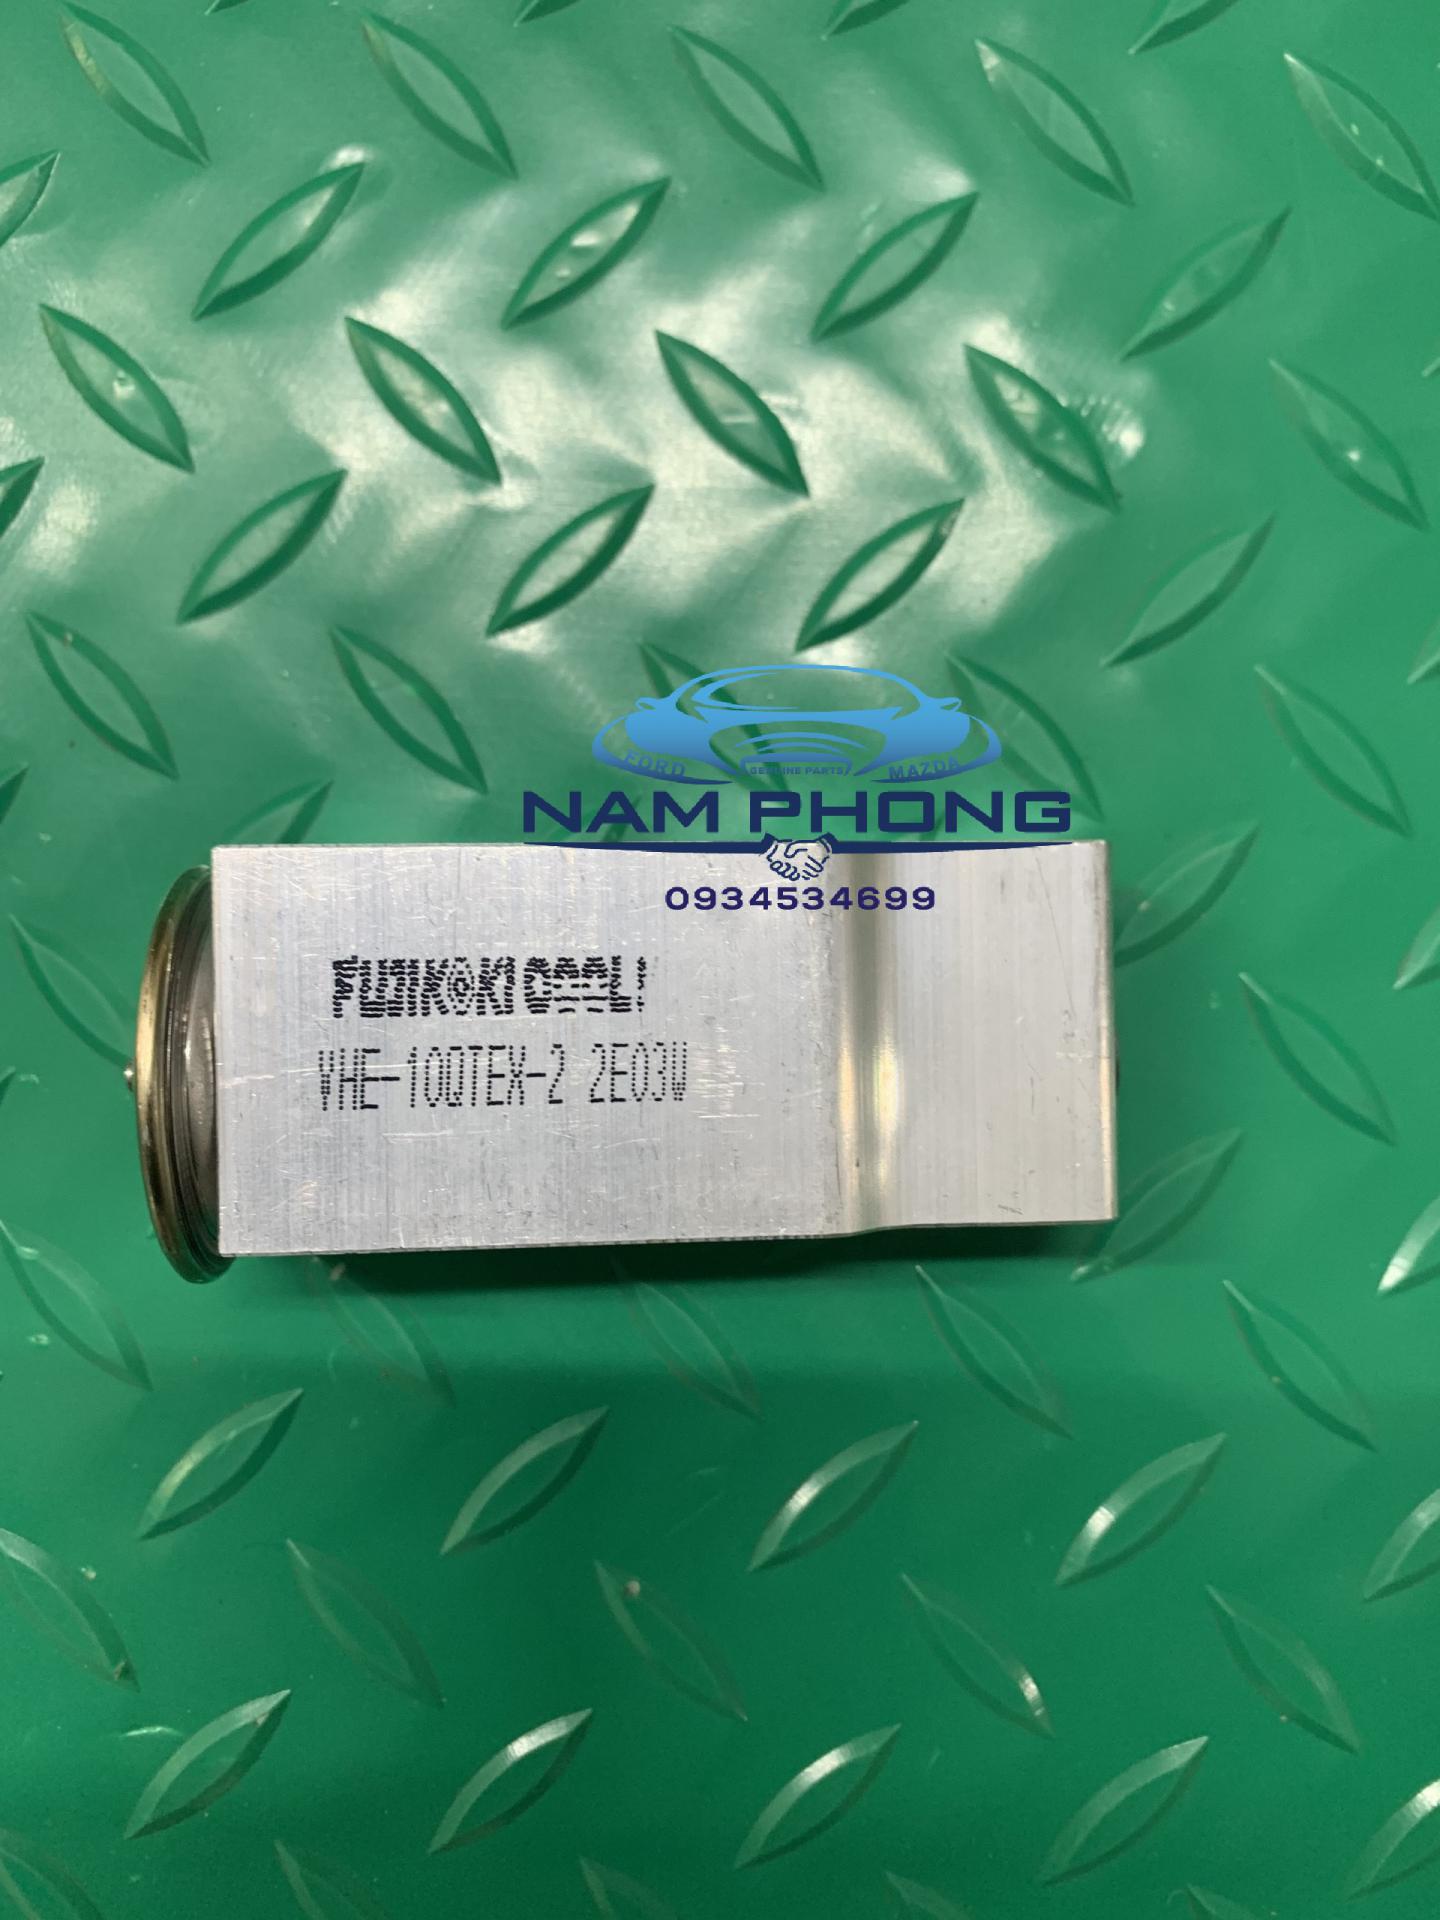 FORD GENUINE PARTS MAZDA
NAM PHONG
0934534699
VHE-10QTEX-2 2E03W